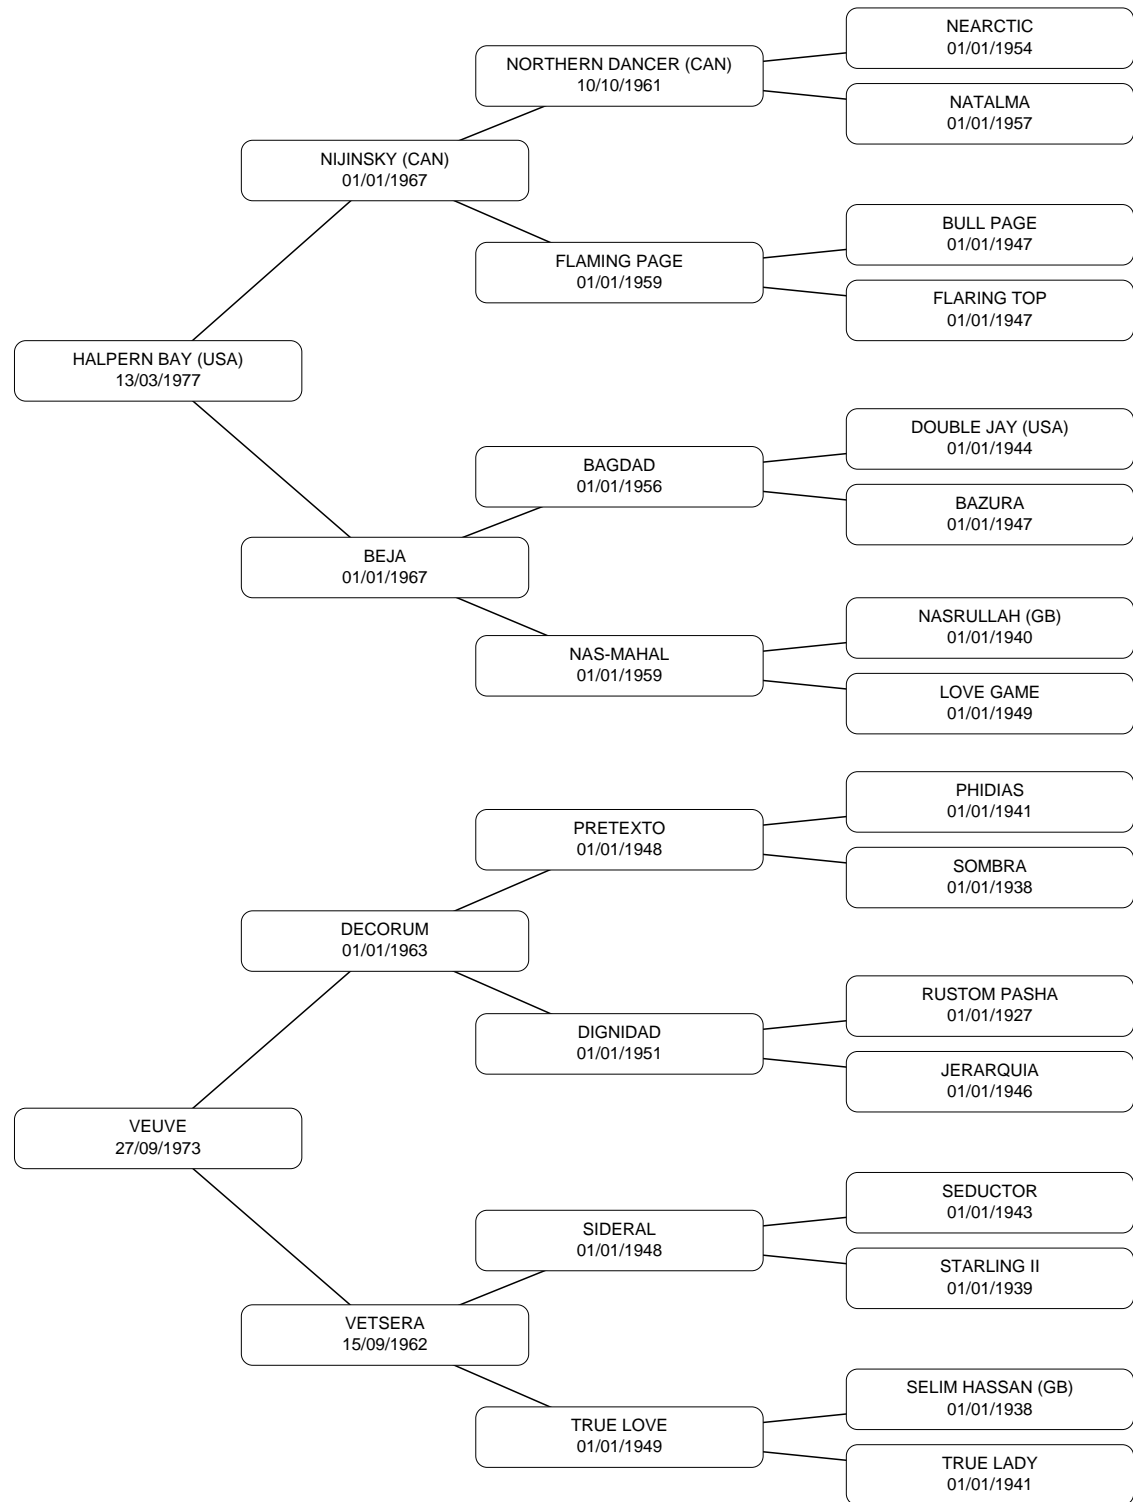 NEARCTIC
01/01/1954
NORTHERN DANCER (CAN)
10/10/1961
NATALMA
01/01/1957
NIJINSKY (CAN)
01/01/1967
BULL PAGE
01/01/1947
FLAMING PAGE
01/01/1959
FLARING TOP
01/01/1947
HALPERN BAY (USA)
13/03/1977
DOUBLE JAY (USA)
01/01/1944
BAGDAD
01/01/1956
BAZURA
01/01/1947
BEJA
01/01/1967
NASRULLAH (GB)
01/01/1940
NAS-MAHAL
01/01/1959
LOVE GAME
01/01/1949
PHIDIAS
01/01/1941
PRETEXTO
01/01/1948
SOMBRA
01/01/1938
DECORUM
01/01/1963
RUSTOM PASHA
01/01/1927
DIGNIDAD
01/01/1951
JERARQUIA
01/01/1946
VEUVE
27/09/1973
SEDUCTOR
01/01/1943
SIDERAL
01/01/1948
STARLING II
01/01/1939
VETSERA
15/09/1962
SELIM HASSAN (GB)
01/01/1938
TRUE LOVE
01/01/1949
TRUE LADY
01/01/1941